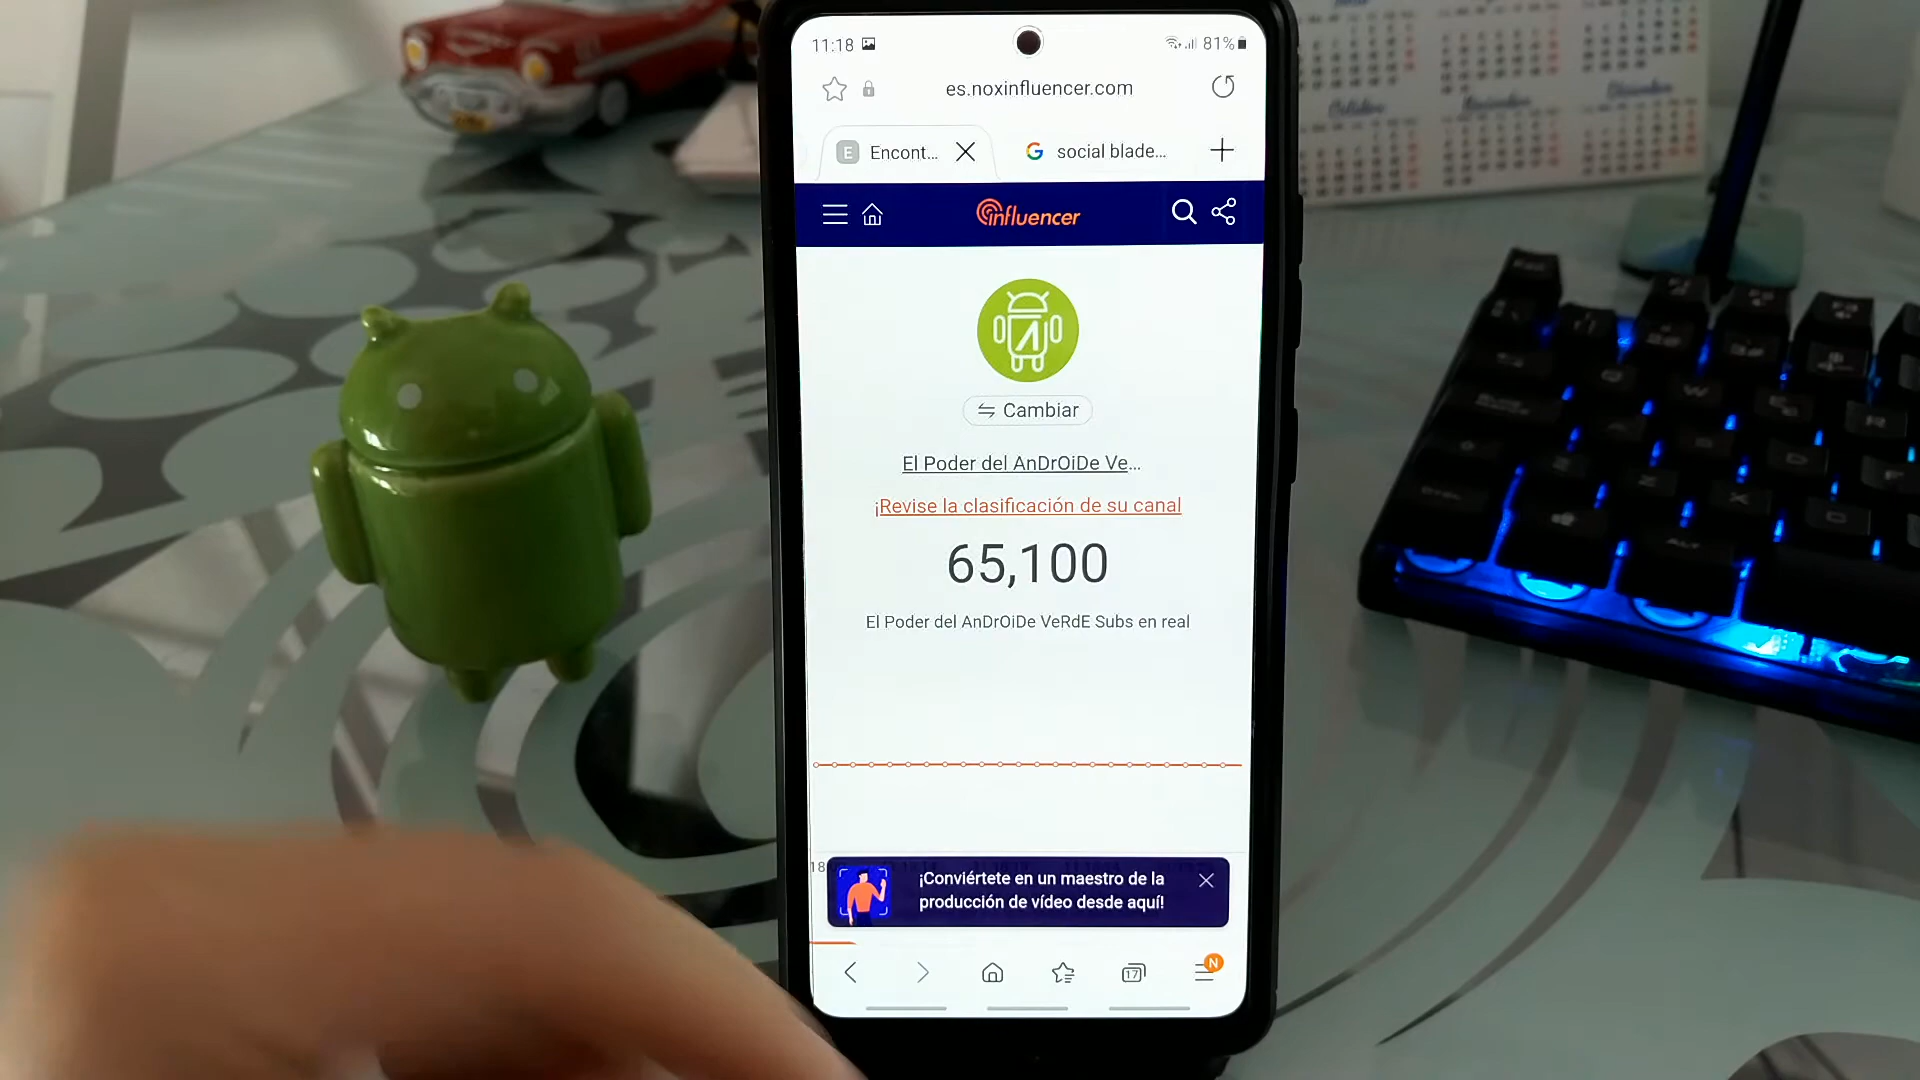 11:18
81%
es.noxinfluencer.com
E Encont...
G social blade...
influencer
Cambiar
El Poder del AnDrOiDe Ve...
¡Revise la clasificación de su canal
65,100
El Poder del AnDrOiDe VeRdE Subs en real
¡Conviértete en un maestro de la
producción de vídeo desde aquí!
17
N